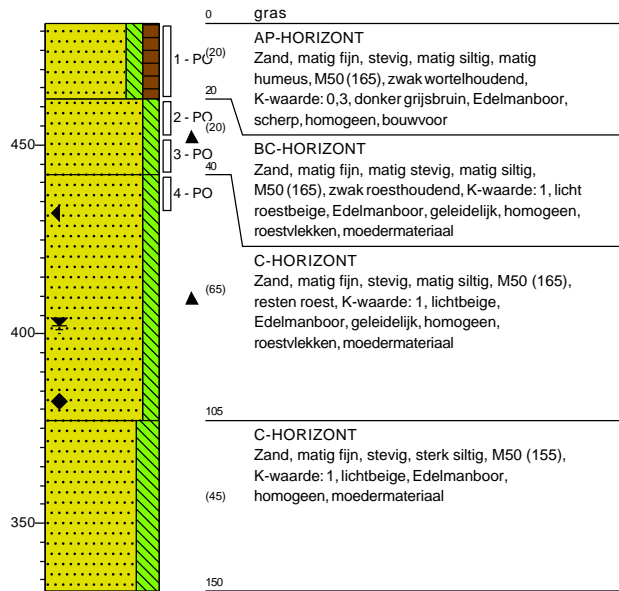 0 gras
AP-HORIZONT
Zand, matig fijn, stevig, matig siltig, matig
humeus, M50 (165), zwak wortelhoudend,
K-waarde: 0,3, donker grijsbruin, Edelmanboor,
scherp, homogeen, bouwvoor
1 - PO
(20)
20
2 - PO
(20)
450
3 - PO
40
4 - PO
BC-HORIZONT
Zand, matig fijn, matig stevig, matig siltig,
M50 (165), zwak roesthoudend, K-waarde: 1, licht
roestbeige, Edelmanboor, geleidelijk, homogeen,
roestvlekken, moedermateriaal
C-HORIZONT
Zand, matig fijn, stevig, matig siltig, M50 (165),
resten roest, K-waarde: 1, lichtbeige,
Edelmanboor, geleidelijk, homogeen,
roestvlekken, moedermateriaal
(65)
400
105
C-HORIZONT
Zand, matig fijn, stevig, sterk siltig, M50 (155),
K-waarde: 1, lichtbeige, Edelmanboor,
homogeen, moedermateriaal
(45)
350
150